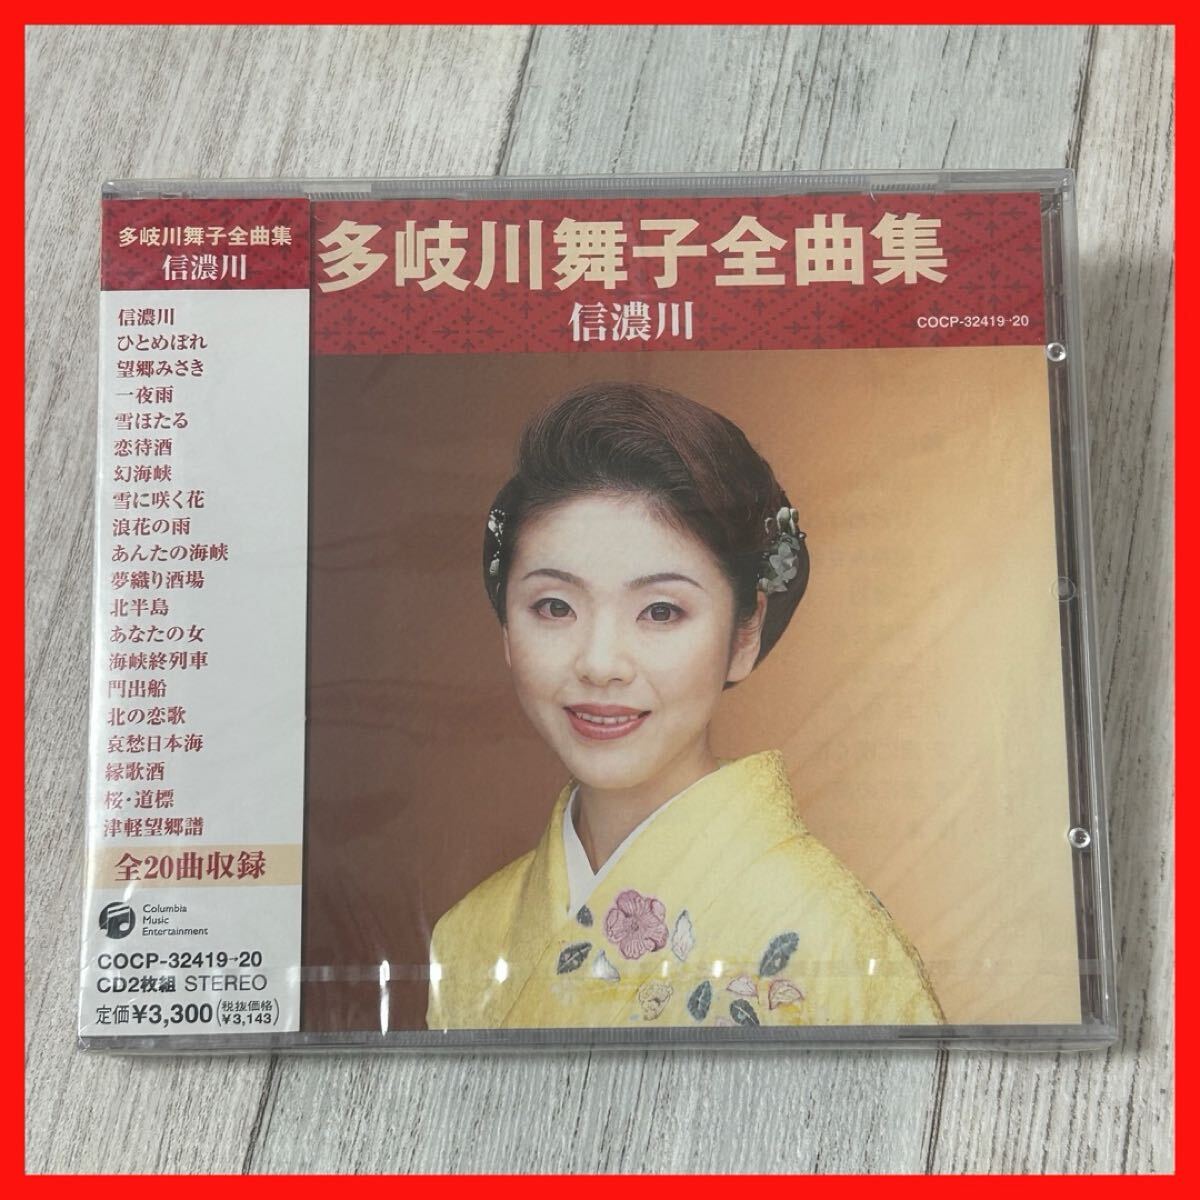 多岐川舞子全曲集
信濃川
信濃川
ひとめぼれ
望郷みさき
一夜雨
雪ほたる
恋待酒
幻海峡
雪に咲く花
浪花の雨
あんたの海峡
夢織り酒場
北半島
あなたの女
海峡終列車
門出船
北の恋歌
哀愁日本海
縁歌酒
桜・道標
津軽望郷譜
全20曲収録
Columbia
Music
Entertainment
COCP-32419→20
CD2枚組 STEREO
定価¥3,300(税抜価格 ¥3,143)
多岐川舞子全曲集
信濃川
COCP-32419→20